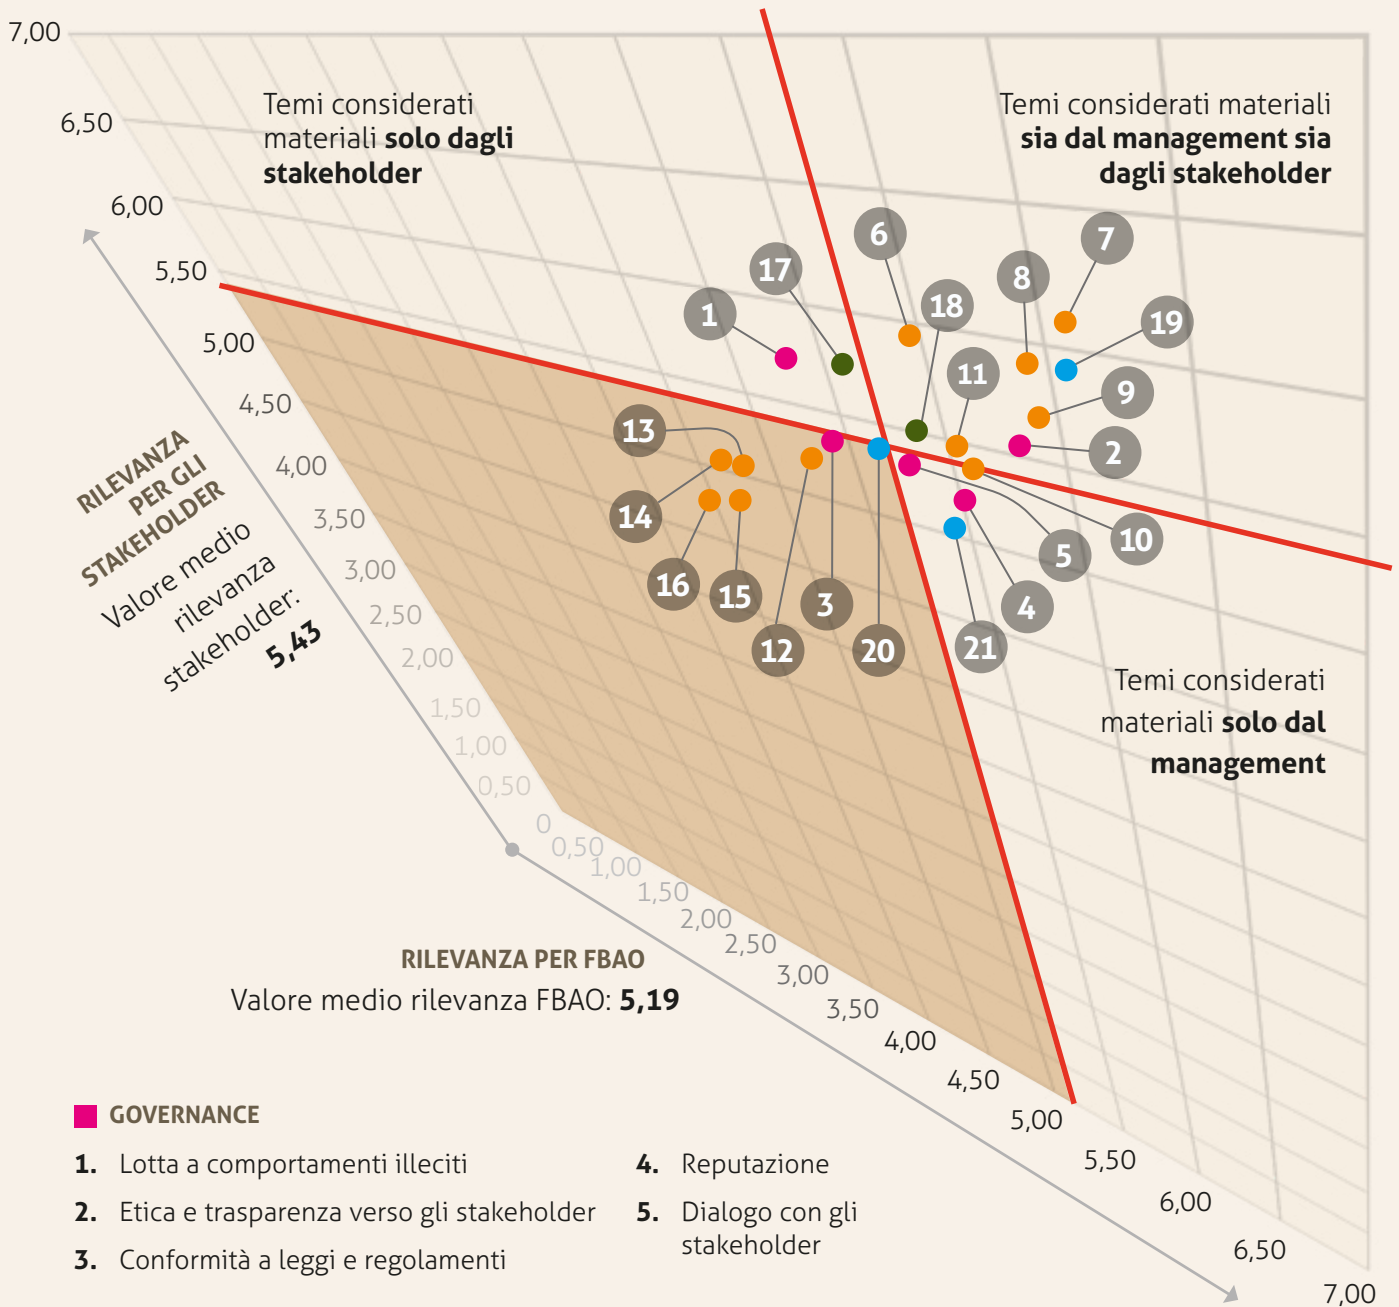 7,00
6,50
6,00
5,50
5,00
4,50
4,00
3,50
3,00
2,50
2,00
1,50
1,00
0,50
0
Temi considerati
materiali solo dagli
stakeholder
Temi considerati materiali
sia dal management sia
dagli stakeholder
6
7
17
8
18
1
19
11
9
13
2
14
10
5
16
15
3
4
12
20
21
RILEVANZA
PER GLI
STAKEHOLDER
Valore medio
rilevanza
stakeholder:
5,43
Temi considerati
materiali solo dal
management
0,50
1,00
1,50
2,00
2,50
3,00
3,50
4,00
4,50
5,00
5,50
6,00
6,50
7,00
RILEVANZA PER FBAO
Valore medio rilevanza FBAO: 5,19
GOVERNANCE
1. Lotta a comportamenti illeciti
2. Etica e trasparenza verso gli stakeholder
3. Conformità a leggi e regolamenti
4. Reputazione
5. Dialogo con gli
stakeholder